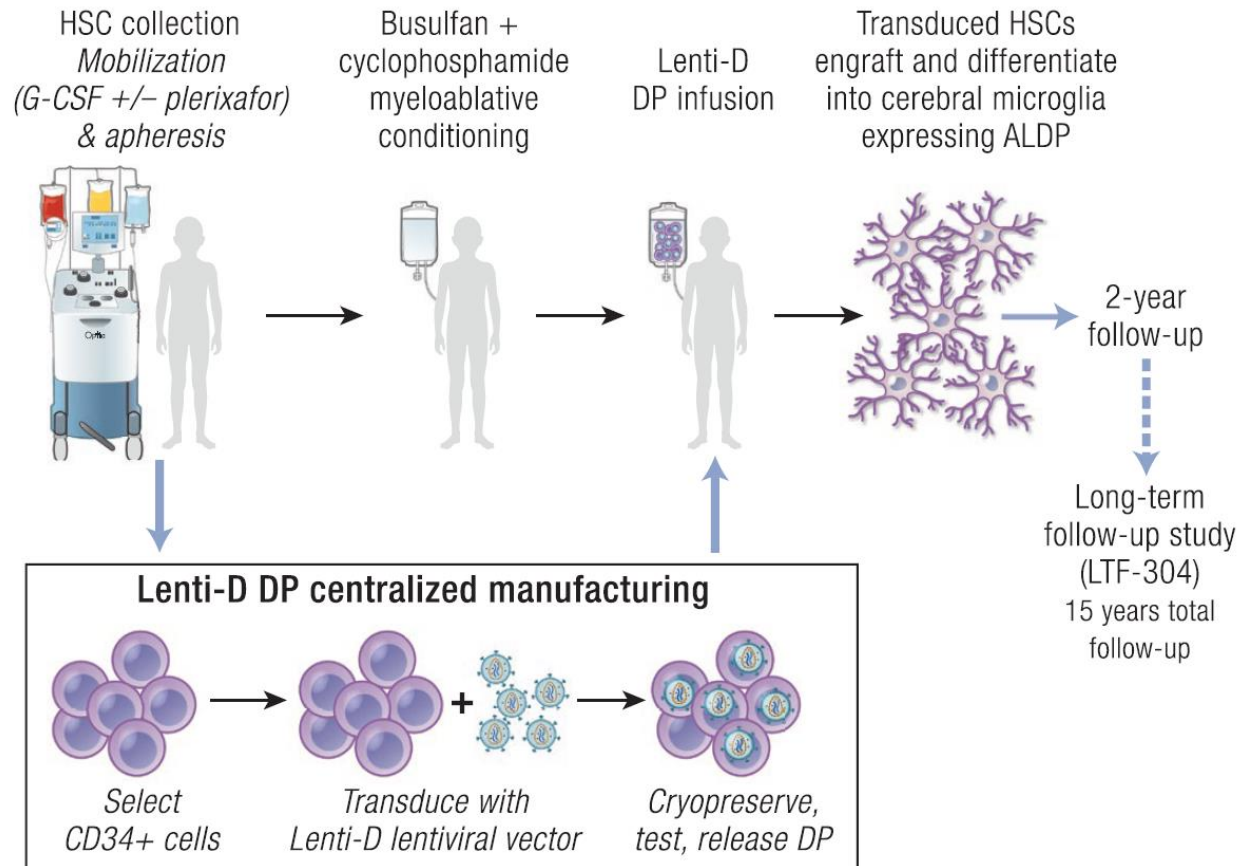 HSC collection
Mobilization
(G-CSF +/– plerixafor)
& apheresis
Busulfan +
cyclophosphamide
myeloablative
conditioning
Lenti-D
DP infusion
Transduced HSCs
engraft and differentiate
into cerebral microglia
expressing ALDP
2-year
follow-up
Long-term
follow-up study
(LTF-304)
15 years total
follow-up
Lenti-D DP centralized manufacturing
Select
CD34+ cells
+
Transduce with
Lenti-D lentiviral vector
Cryopreserve,
test, release DP